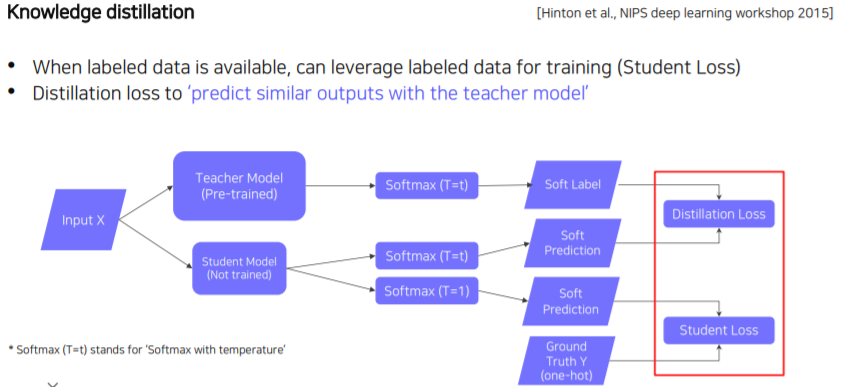 Knowledge distillation
[Hinton et al., NIPS deep learning workshop 2015]
• When labeled data is available, can leverage labeled data for training (Student Loss)
• Distillation loss to ‘predict similar outputs with the teacher model’
Teacher Model
(Pre-trained)
Softmax (T=t)
Soft Label
Distillation Loss
Input X
Student Model
(Not trained)
Softmax (T=t)
Soft
Prediction
Softmax (T=1)
Soft
Prediction
Student Loss
Ground
Truth Y
(one-hot)
* Softmax (T=t) stands for ‘Softmax with temperature’